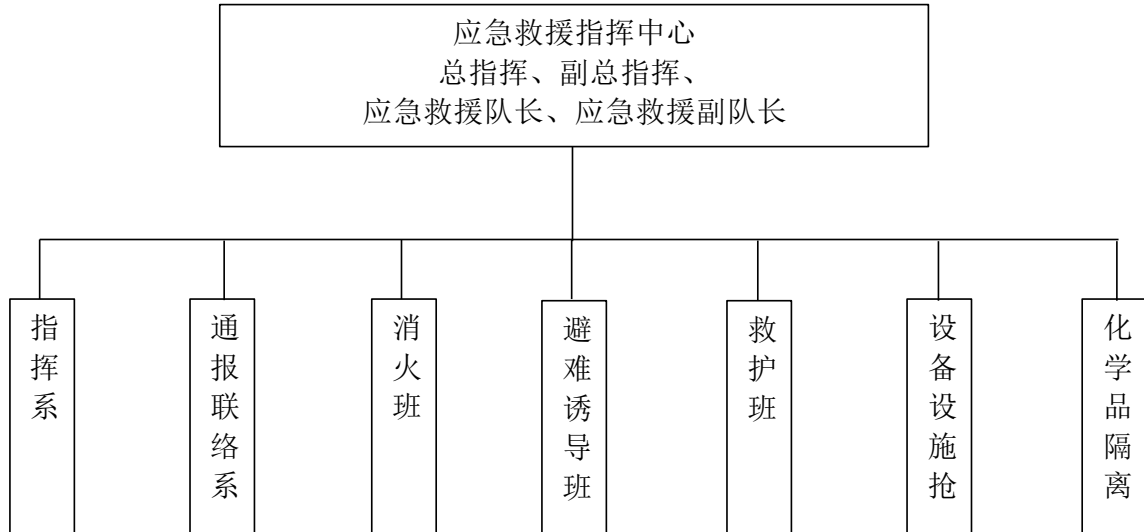 应急救援指挥中心
总指挥、副总指挥、
应急救援队长、应急救援副队长
指挥系
通报联络系
消火班
避难诱导班
救护班
设备设施抢
化学品隔离